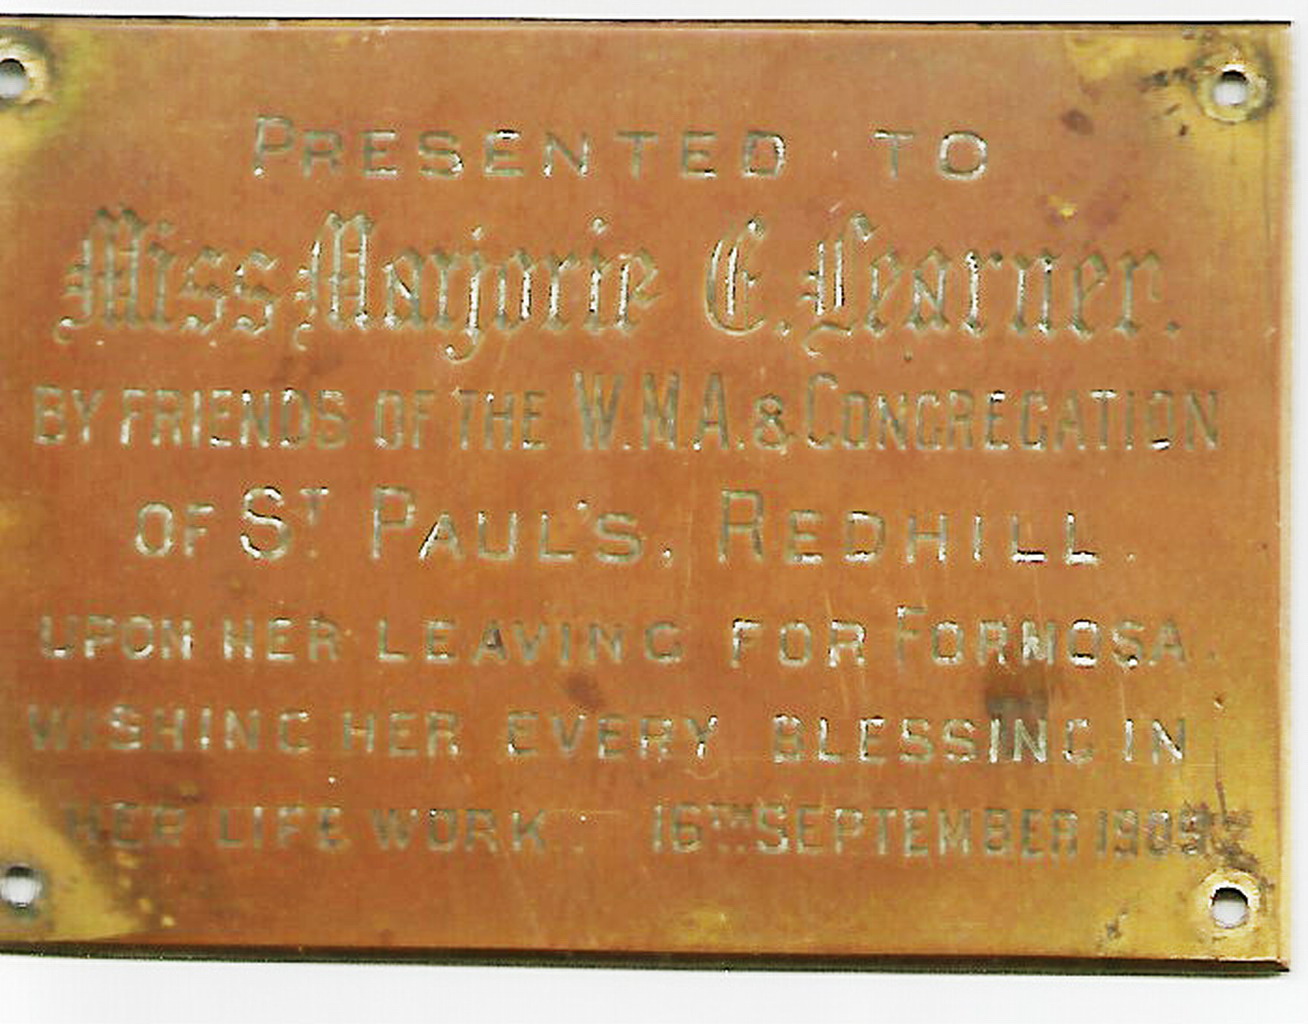 PRESENTED TO
Miss Marjorie E. Learner.
BY FRIENDS OF THE W.M.A. & CONGREGATION
OF ST PAUL'S, REDHILL.
UPON HER LEAVING FOR FORMOSA.
WISHING HER EVERY BLESSING IN
HER LIFE WORK. 16TH SEPTEMBER 1909